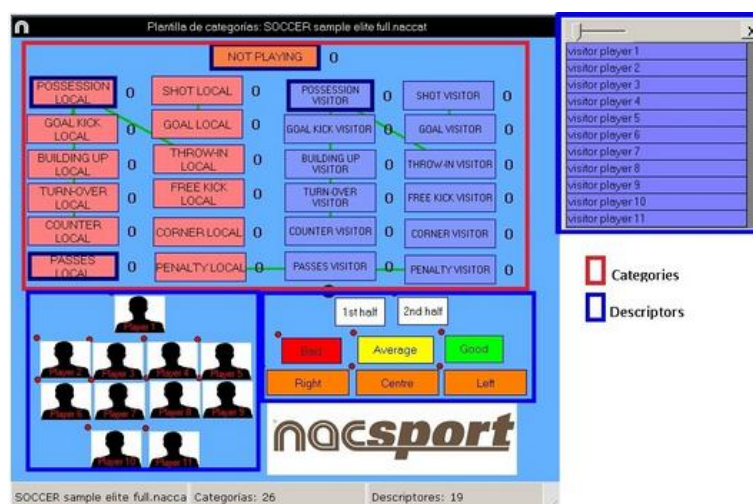 Plantilla de categorías: SOCCER sample elite full.naccat
NOT PLAYING 0
POSSESSION LOCAL 0
SHOT LOCAL 0
POSSESSION VISITOR 0
SHOT VISITOR 0
GOAL KICK LOCAL 0
GOAL LOCAL 0
GOAL KICK VISITOR 0
GOAL VISITOR 0
BUILDING UP LOCAL 0
THROW-IN LOCAL 0
BUILDING UP VISITOR 0
THROW-IN VISITOR 0
TURN-OVER LOCAL 0
FREE KICK LOCAL 0
TURN-OVER VISITOR 0
FREE KICK VISITOR 0
COUNTER LOCAL 0
CORNER LOCAL 0
COUNTER VISITOR 0
CORNER VISITOR 0
PASSES LOCAL 0
PENALTY LOCAL 0
PASSES VISITOR 0
PENALTY VISITOR 0
X
visitor player 1
visitor player 2
visitor player 3
visitor player 4
visitor player 5
visitor player 6
visitor player 7
visitor player 8
visitor player 9
visitor player 10
visitor player 11
Categories
Descriptors
Player 1
Player 2
Player 3
Player 4
Player 5
Player 6
Player 7
Player 8
Player 9
Player 10
Player 11
1st half
2nd half
Bad
Average
Good
Right
Centre
Left
nacsport
SOCCER sample elite full.nacca
Categorías: 26
Descriptores: 19